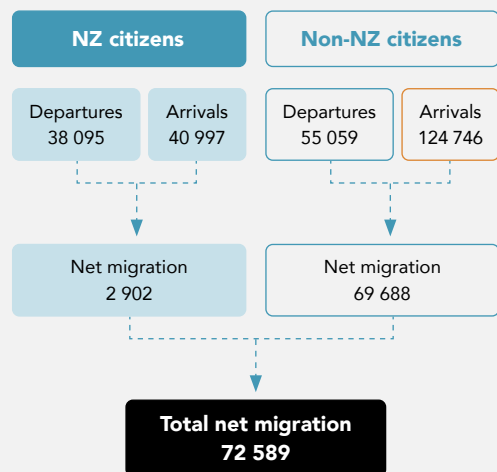 NZ citizens
Non-NZ citizens
Departures
38 095
Arrivals
40 997
Departures
55 059
Arrivals
124 746
Net migration
2 902
Net migration
69 688
Total net migration
72 589